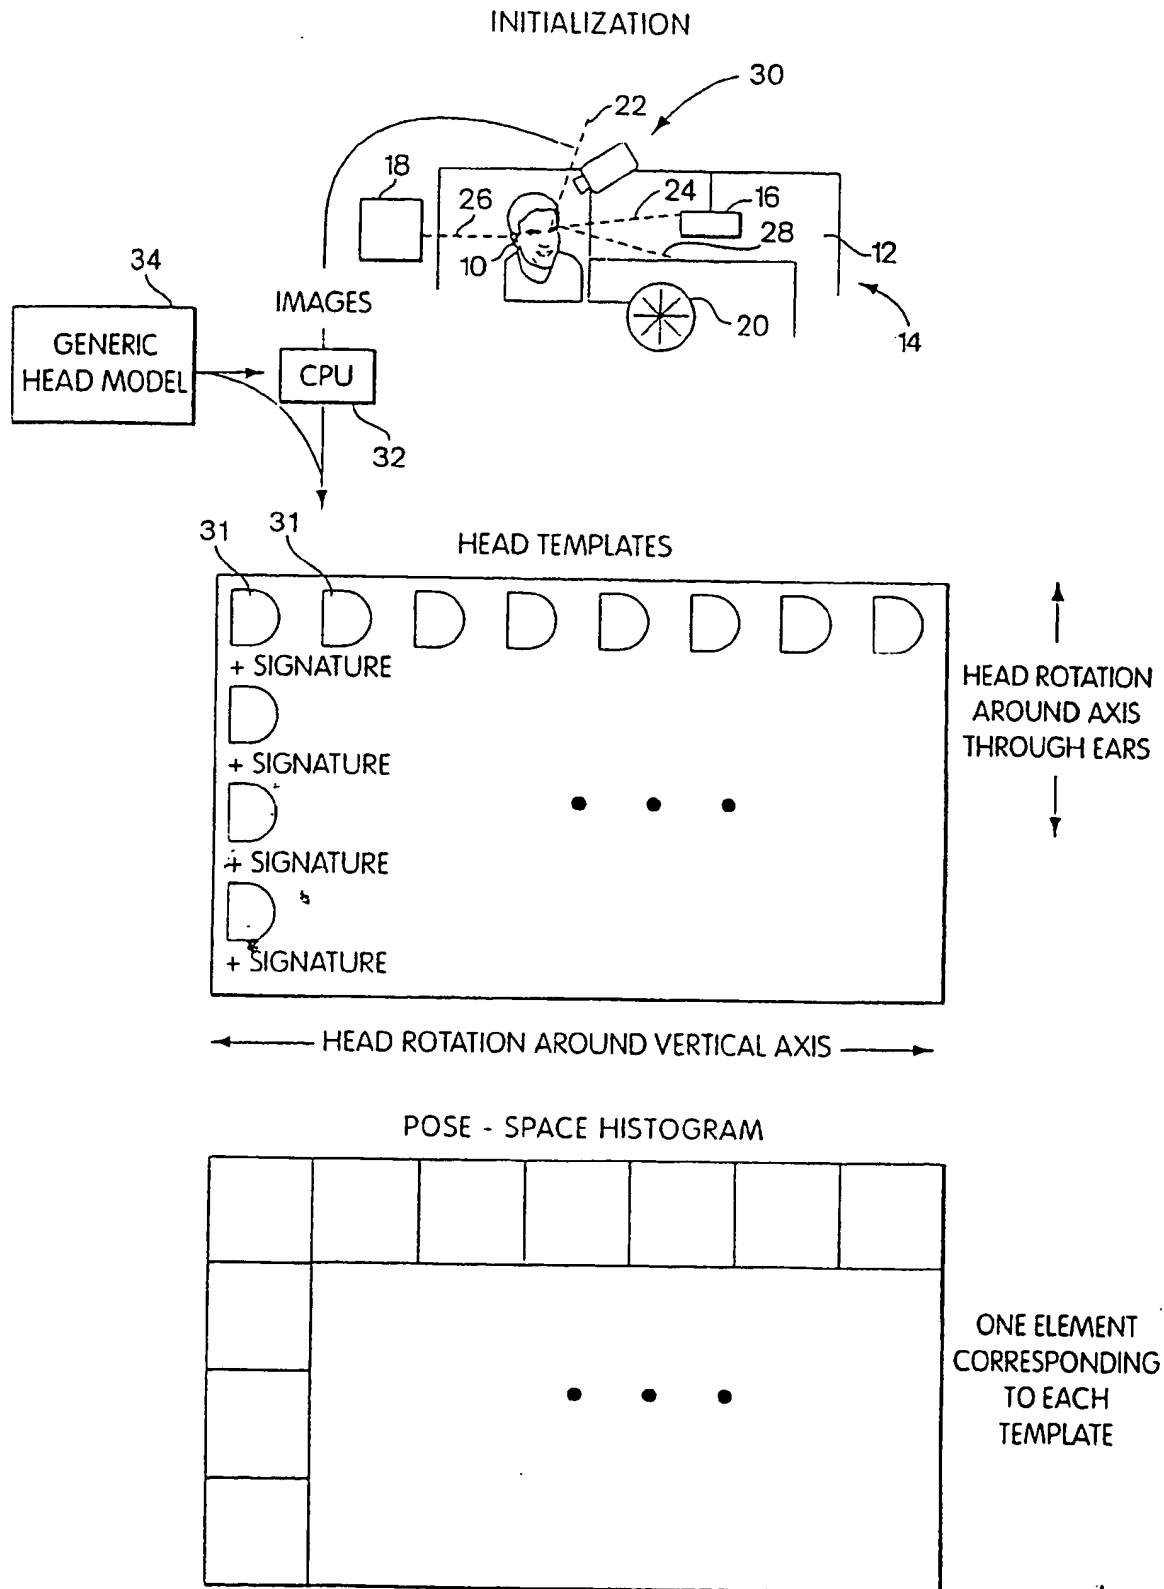 INITIALIZATION
30
22
18
26
24
16
10
28
12
34
IMAGES
20
14
GENERIC
HEAD MODEL
CPU
32
31
31
HEAD TEMPLATES
+ SIGNATURE
+ SIGNATURE
+ SIGNATURE
+ SIGNATURE
HEAD ROTATION
AROUND AXIS
THROUGH EARS
HEAD ROTATION AROUND VERTICAL AXIS
POSE - SPACE HISTOGRAM
ONE ELEMENT
CORRESPONDING
TO EACH
TEMPLATE